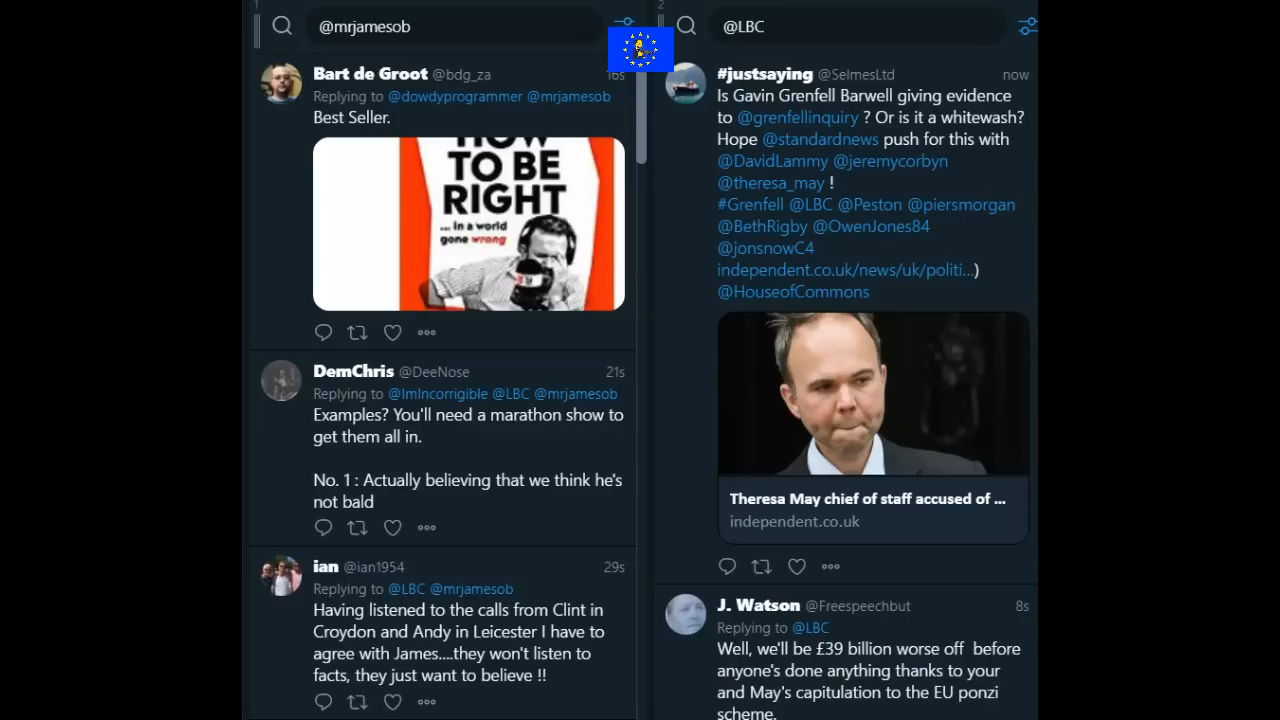 1
@mrjamesob
Bart de Groot @bdg_za 16s
Replying to @dowdyprogrammer @mrjamesob
Best Seller.
HOW
TO BE
RIGHT
... in a world
gone wrong
DemChris @DeeNose 21s
Replying to @ImIncorrigible @LBC @mrjamesob
Examples? You'll need a marathon show to
get them all in.
No. 1 : Actually believing that we think he's
not bald
ian @ian1954 29s
Replying to @LBC @mrjamesob
Having listened to the calls from Clint in
Croydon and Andy in Leicester I have to
agree with James....they won't listen to
facts, they just want to believe !!
2
@LBC
#justsaying @SelmesLtd now
Is Gavin Grenfell Barwell giving evidence
to @grenfellinquiry ? Or is it a whitewash?
Hope @standardnews push for this with
@DavidLammy @jeremycorbyn
@theresa_may !
#Grenfell @LBC @Peston @piersmorgan
@BethRigby @OwenJones84
@jonsnowC4
independent.co.uk/news/uk/politi...)
@HouseofCommons
Theresa May chief of staff accused of ...
independent.co.uk
J. Watson @Freespeechbut 8s
Replying to @LBC
Well, we'll be £39 billion worse off before
anyone's done anything thanks to your
and May's capitulation to the EU ponzi
scheme.